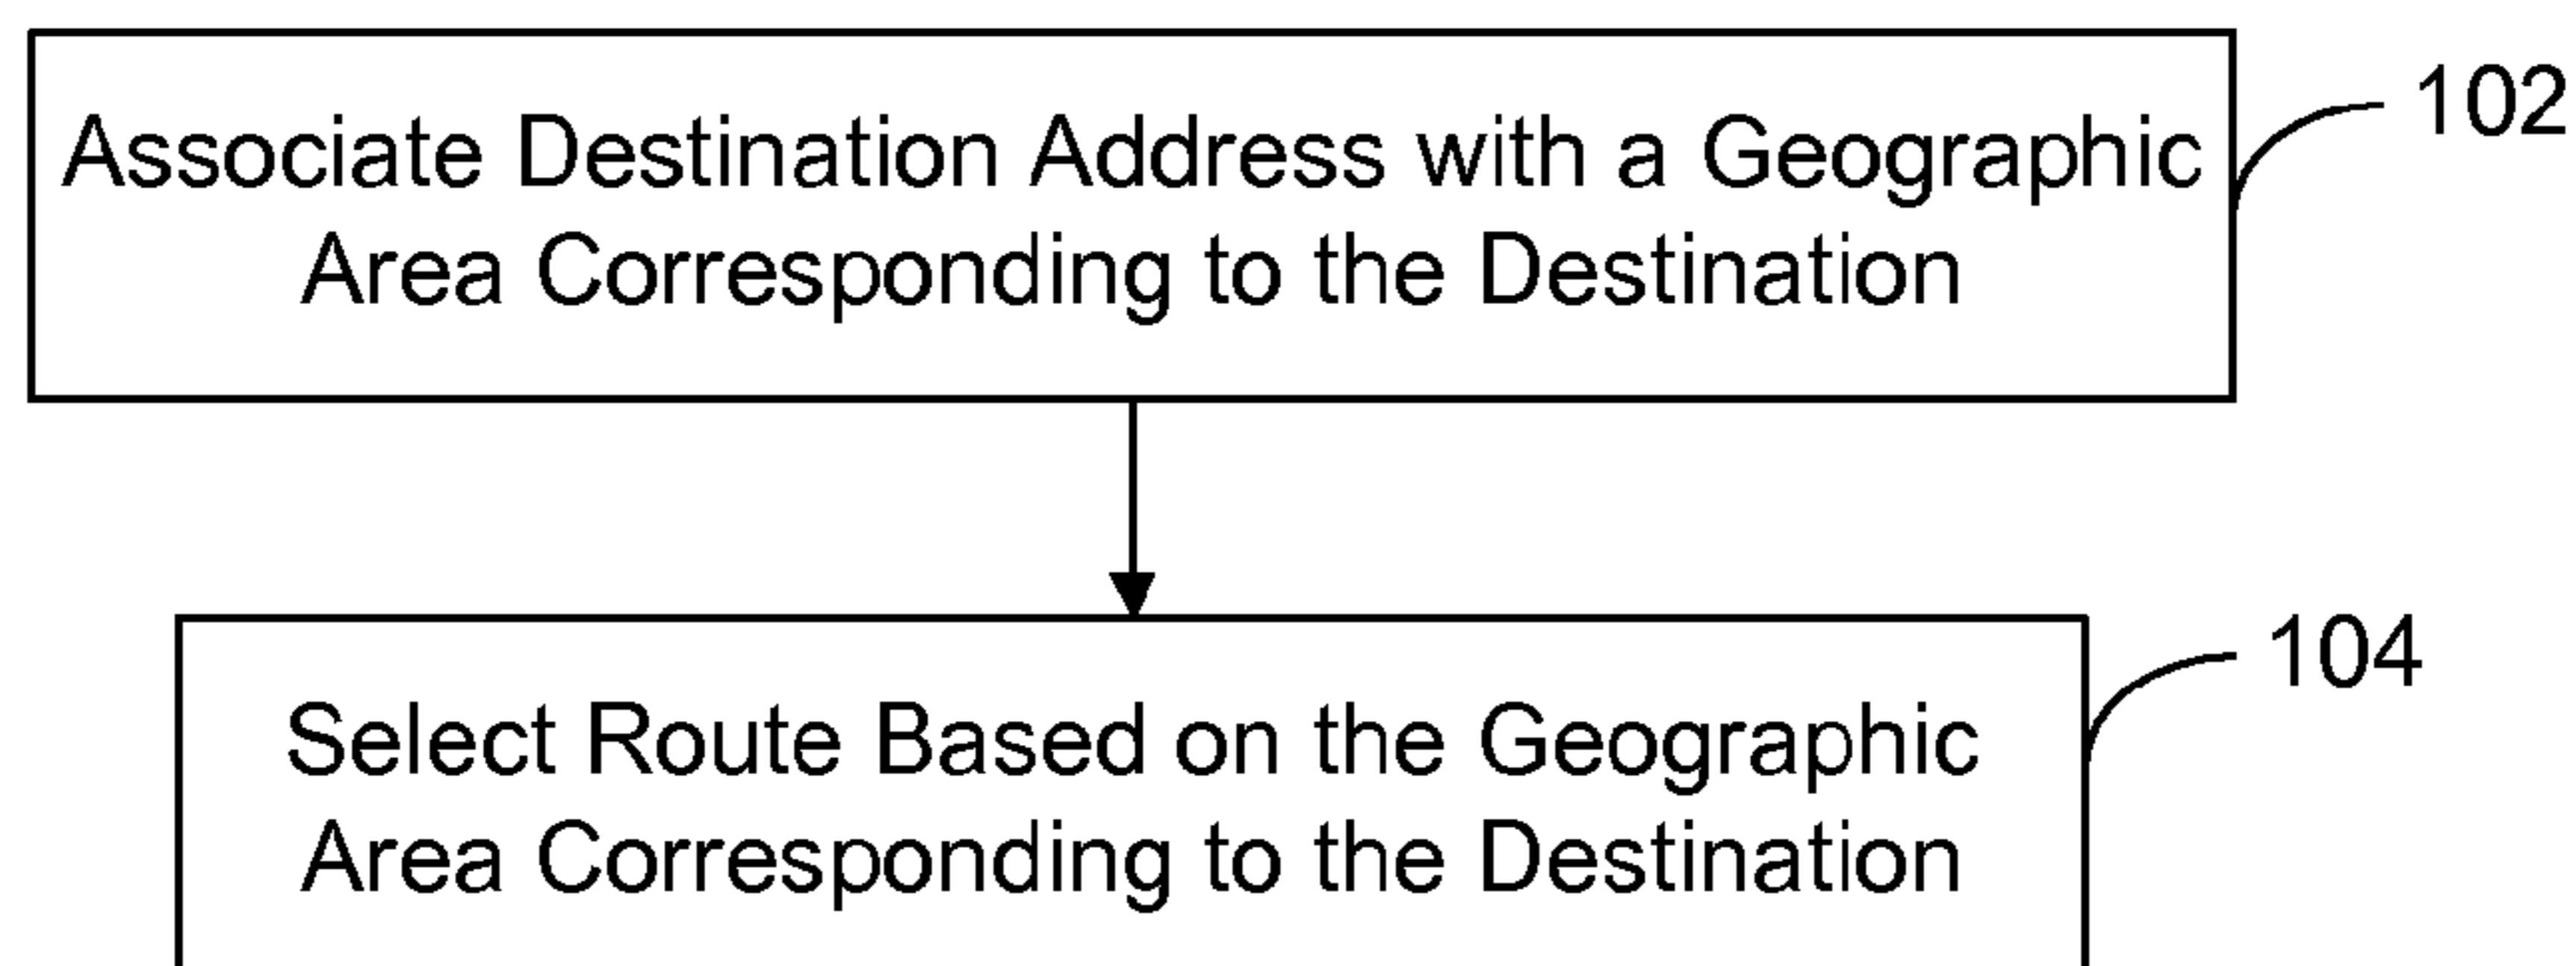 Associate Destination Address with a Geographic
Area Corresponding to the Destination
102
Select Route Based on the Geographic
Area Corresponding to the Destination
104